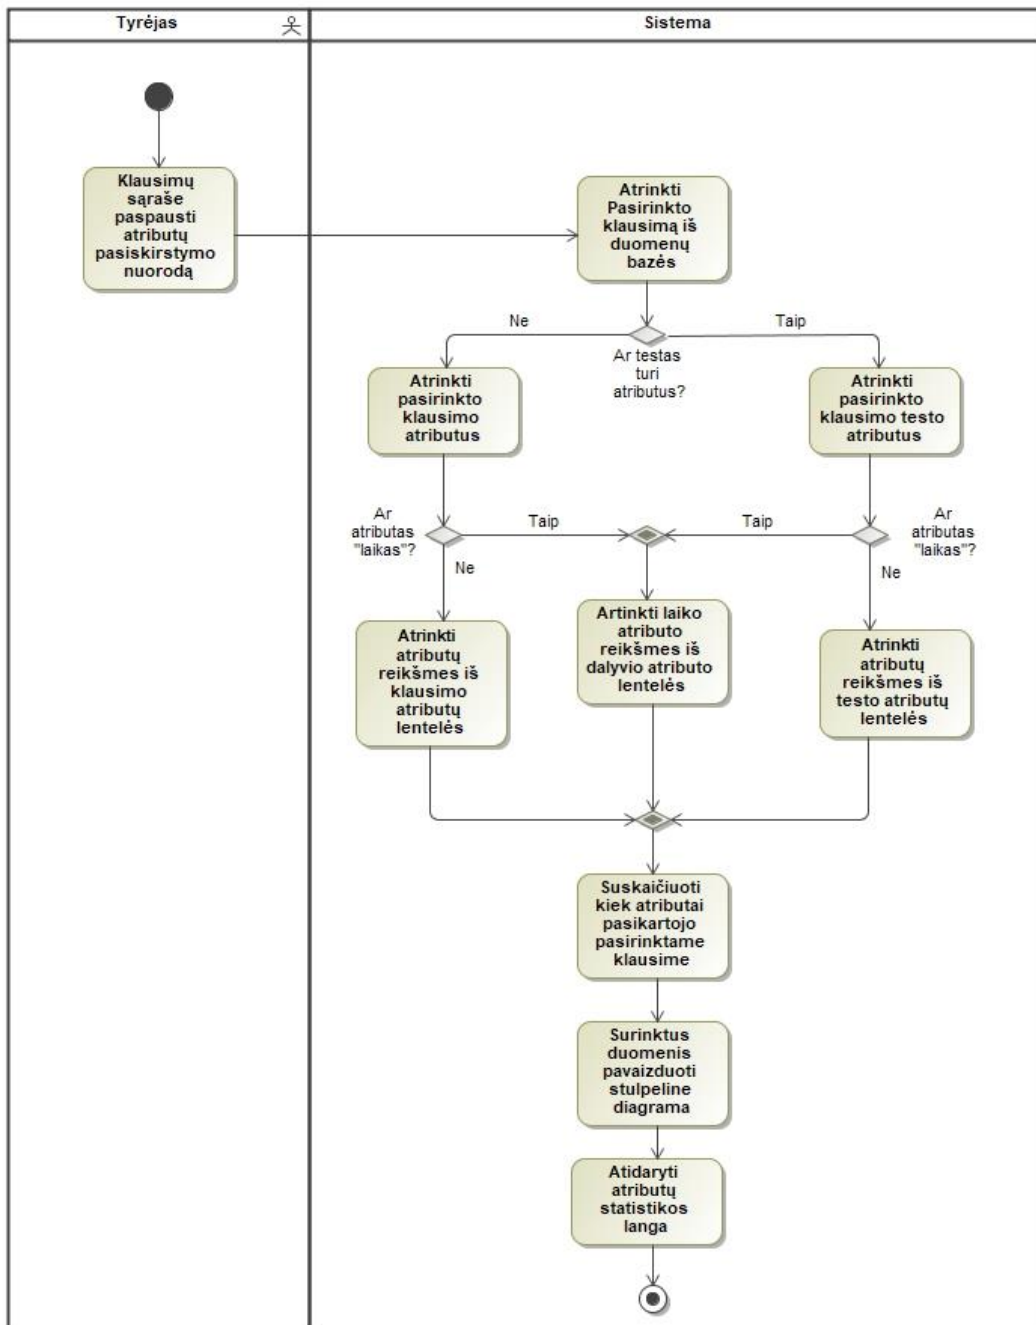 Tyrėjas
Sistema
Klausimų
sąraše
paspausti
atributų
pasiskirstymo
nuorodą
Atrinkti
Pasirinkto
klausimą iš
duomenų
bazės
Ne
Taip
Ar testas
turi
atributus?
Atrinkti
pasirinkto
klausimo
atributus
Atrinkti
pasirinkto
klausimo testo
atributus
Ar
atributas
"laikas"?
Taip
Taip
Ar
atributas
"laikas"?
Ne
Ne
Atrinkti
atributų
reikšmes iš
klausimo
atributų
lentelės
Artinkti laiko
atributo
reikšmes iš
dalyvio atributo
lentelės
Atrinkti
atributų
reikšmes iš
testo atributų
lentelės
Suskaičiuoti
kiek atributai
pasikartojo
pasirinktame
klausime
Surinktus
duomenis
pavaizduoti
stulpeline
diagrama
Atidaryti
atributų
statistikos
langa